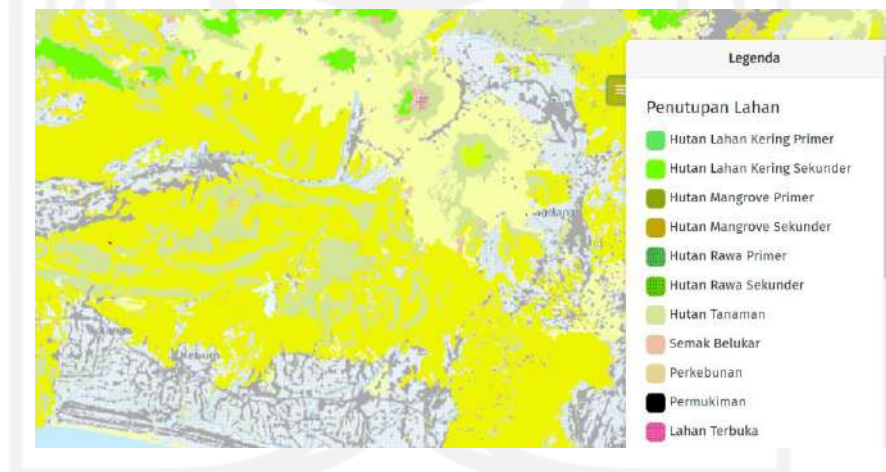 Legenda
Penutupan Lahan
Hutan Lahan Kering Primer
Hutan Lahan Kering Sekunder
Hutan Mangrove Primer
Hutan Mangrove Sekunder
Hutan Rawa Primer
Hutan Rawa Sekunder
Hutan Tanaman
Semak Belukar
Perkebunan
Permukiman
Lahan Terbuka